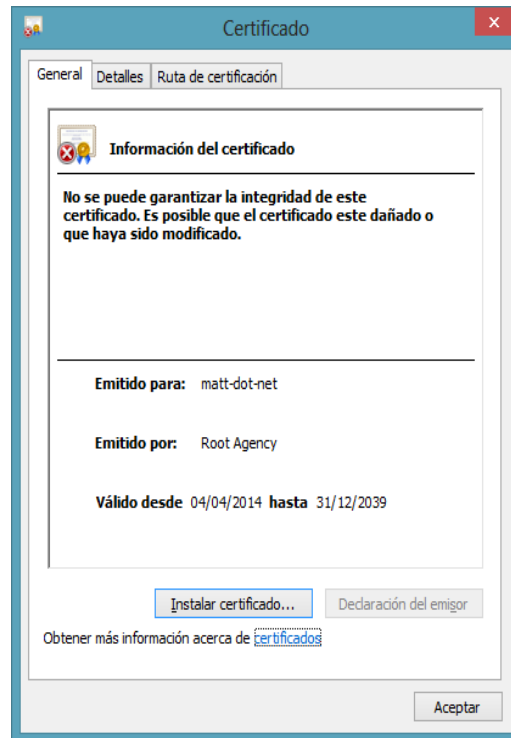 Certificado
General Detalles Ruta de certificación
Información del certificado
No se puede garantizar la integridad de este
certificado. Es posible que el certificado este dañado o
que haya sido modificado.
Emitido para: matt-dot-net
Emitido por: Root Agency
Válido desde 04/04/2014 hasta 31/12/2039
Instalar certificado... Declaración del emisor
Obtener más información acerca de certificados
Aceptar